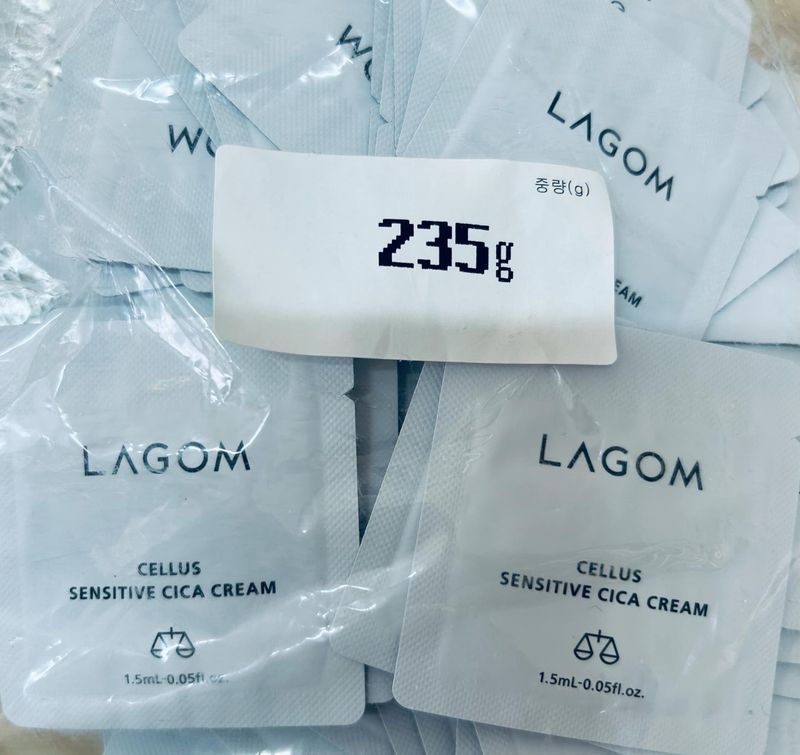 LAGOM
중량(g)
235g
LAGOM
CELLUS
SENSITIVE CICA CREAM
1.5mL·0.05fl.oz.
LAGOM
CELLUS
SENSITIVE CICA CREAM
1.5mL·0.05fl.oz.